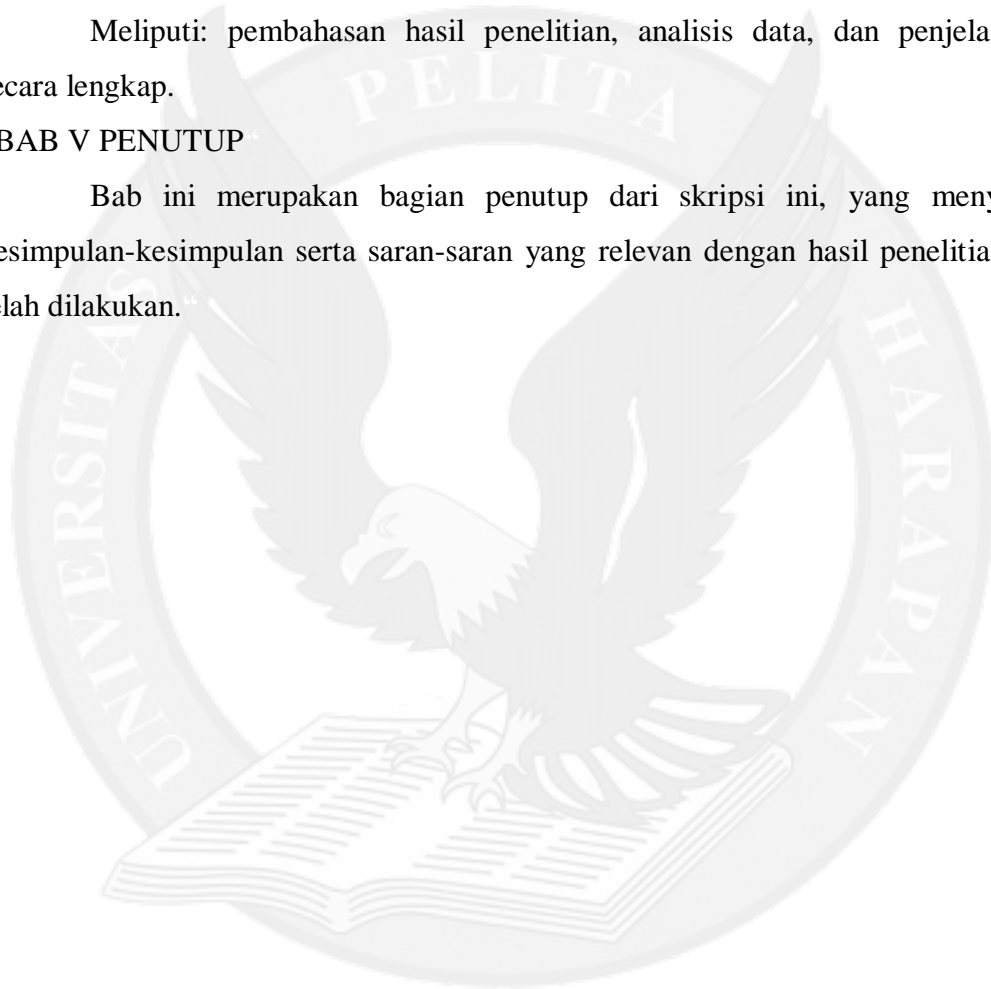 Meliputi: pembahasan hasil penelitian, analisis data, dan penjela
ecara lengkap.
BAB V PENUTUP“
Bab ini merupakan bagian penutup dari skripsi ini, yang meny
esimpulan-kesimpulan serta saran-saran yang relevan dengan hasil penelitia
elah dilakukan.“
UNIVERSITAS PELITA HARAPAN